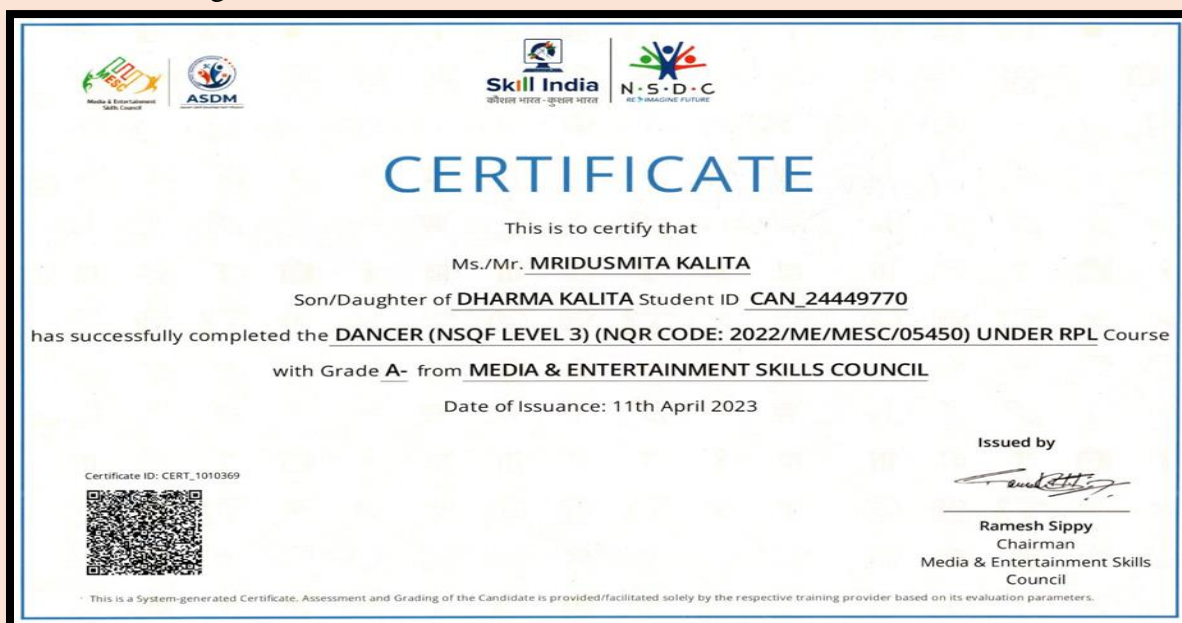 MESC
Media & Entertainment
Skills Council
ASDM
Skill India
कौशल भारत - कुशल भारत
N·S·D·C
RE IMAGINE FUTURE
CERTIFICATE
This is to certify that
Ms./Mr. MRIDUSMITA KALITA
Son/Daughter of DHARMA KALITA Student ID CAN_24449770
has successfully completed the DANCER (NSQF LEVEL 3) (NQR CODE: 2022/ME/MESC/05450) UNDER RPL Course
with Grade A- from MEDIA & ENTERTAINMENT SKILLS COUNCIL
Date of Issuance: 11th April 2023
Certificate ID: CERT_1010369
Issued by
Ramesh Sippy
Chairman
Media & Entertainment Skills
Council
This is a System-generated Certificate. Assessment and Grading of the Candidate is provided/facilitated solely by the respective training provider based on its evaluation parameters.